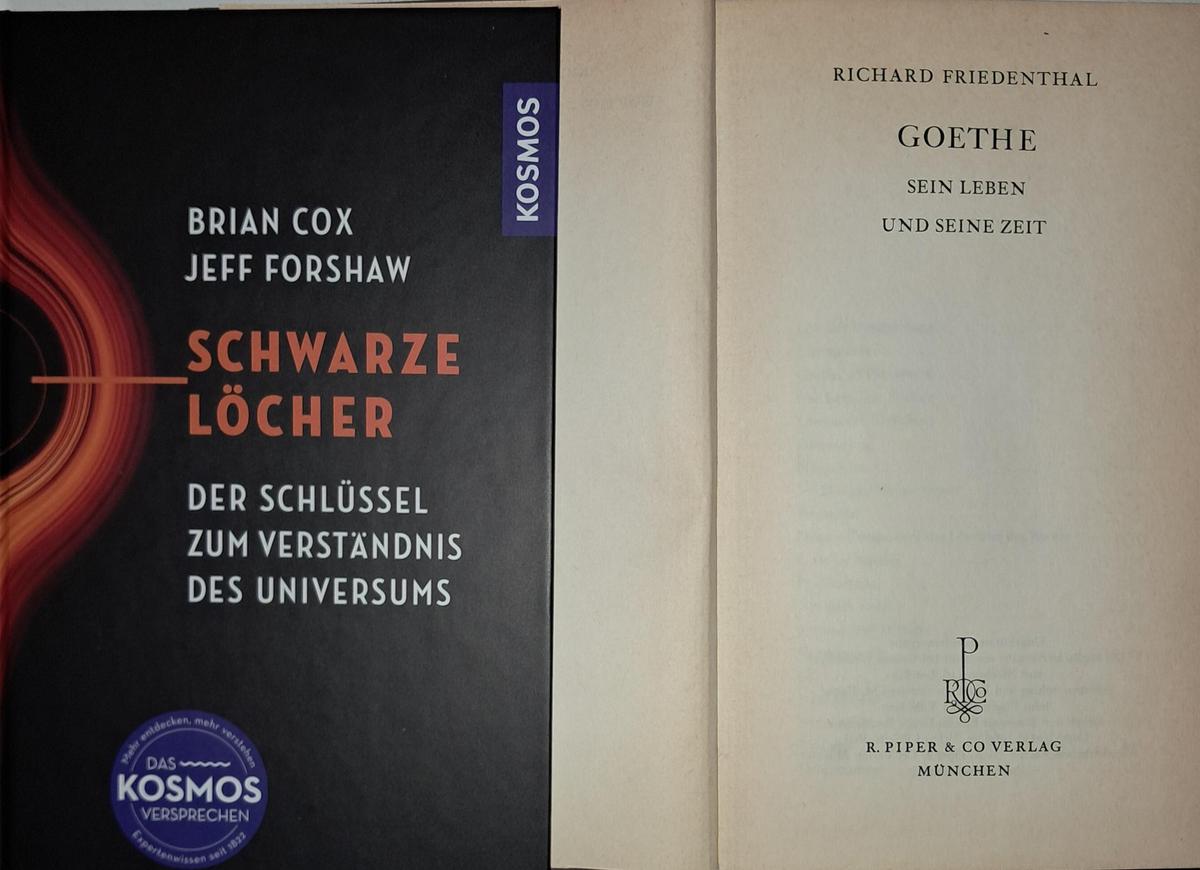 KOSMOS
BRIAN COX
JEFF FORSHAW
SCHWARZE
LÖCHER
DER SCHLÜSSEL
ZUM VERSTÄNDNIS
DES UNIVERSUMS
Mehr entdecken, mehr verstehen
DAS
KOSMOS
VERSPRECHEN
Expertenwissen seit 1822
RICHARD FRIEDENTHAL
GOETHE
SEIN LEBEN
UND SEINE ZEIT
R. PIPER & CO VERLAG
MÜNCHEN